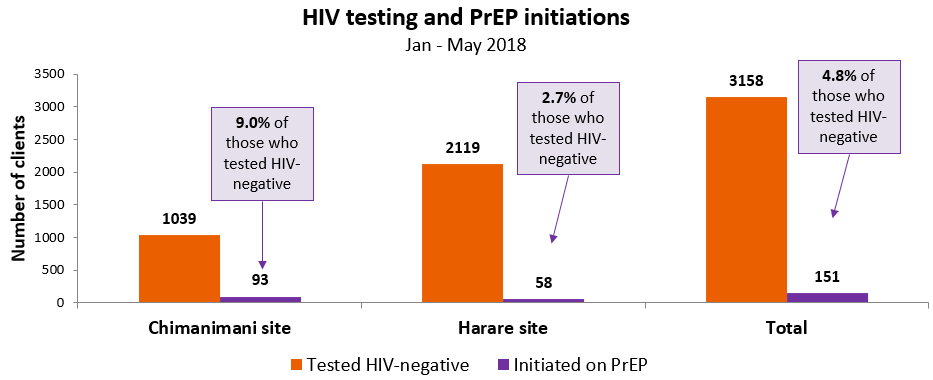 HIV testing and PrEP initiations
Jan - May 2018
Number of clients
3500
3000
2500
2000
1500
1000
500
0
1039
93
9.0% of
those who
tested HIV-
negative
2119
58
2.7% of
those who
tested HIV-
negative
3158
151
4.8% of
those who
tested HIV-
negative
Chimanimani site
Harare site
Total
Tested HIV-negative
Initiated on PrEP